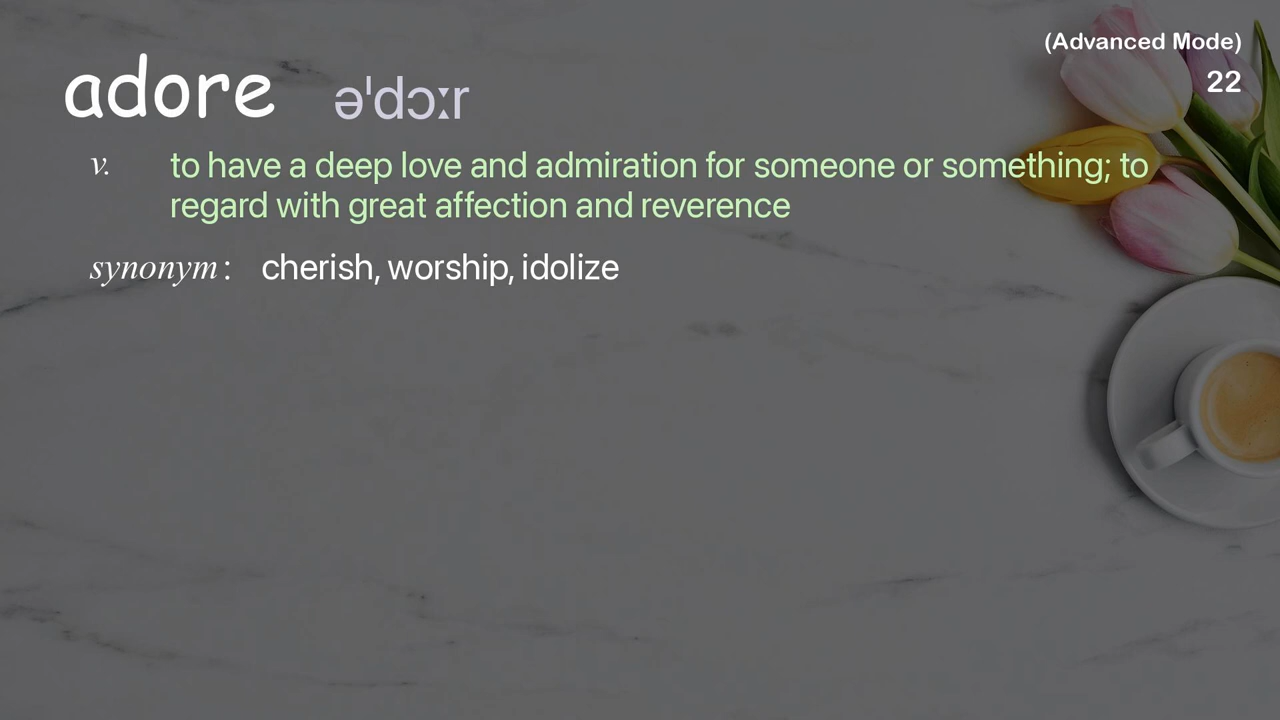 (Advanced Mode)
22
adore əˈdɔːr
v. to have a deep love and admiration for someone or something; to
regard with great affection and reverence
synonym: cherish, worship, idolize